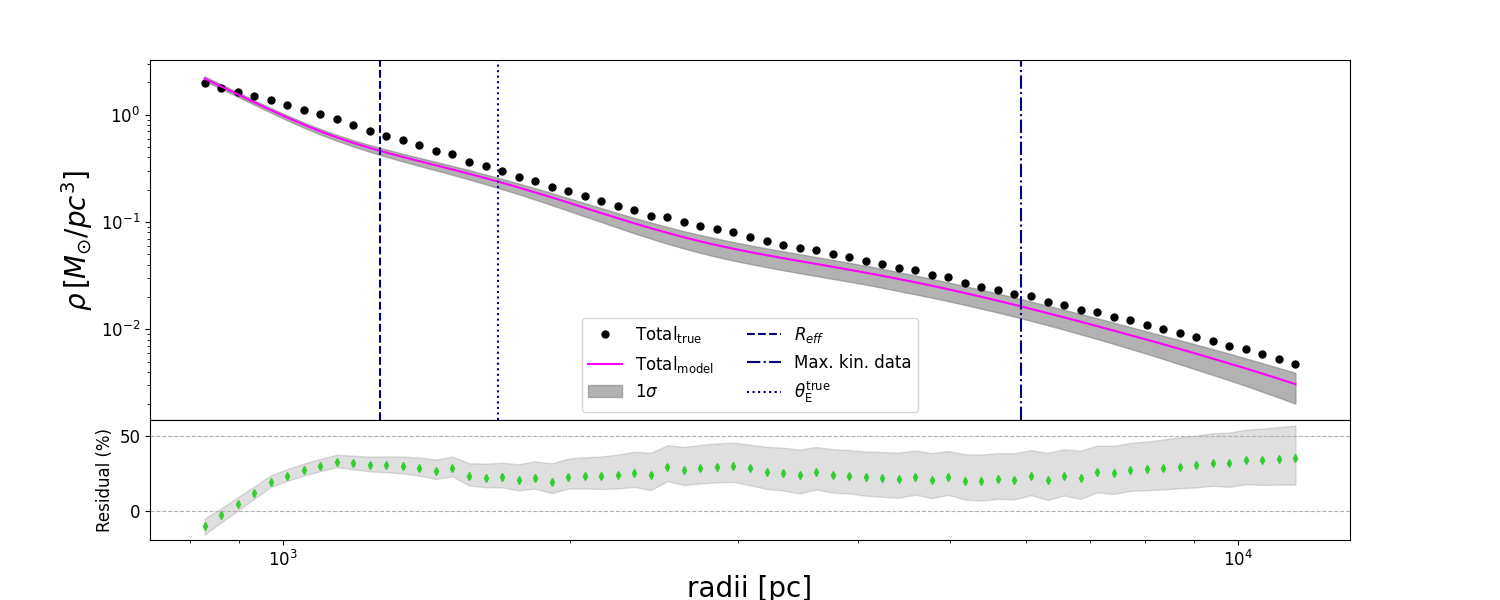 10⁰
10⁻¹
10⁻²
ρ [M⊙/pc³]
Total_true
Total_model
1σ
R_eff
Max. kin. data
θ_E^true
50
0
Residual (%)
10³
10⁴
radii [pc]